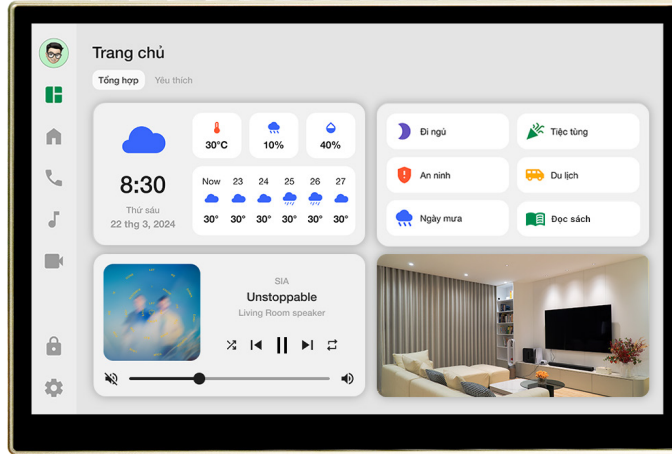 Trang chủ
Tổng hợp Yêu thích
8:30
Thứ sáu
22 thg 3, 2024
30°C 10% 40%
Now 23 24 25 26 27
30° 30° 30° 30° 30° 30°
Đi ngủ Tiệc tùng
An ninh Du lịch
Ngày mưa Đọc sách
SIA
Unstoppable
Living Room speaker